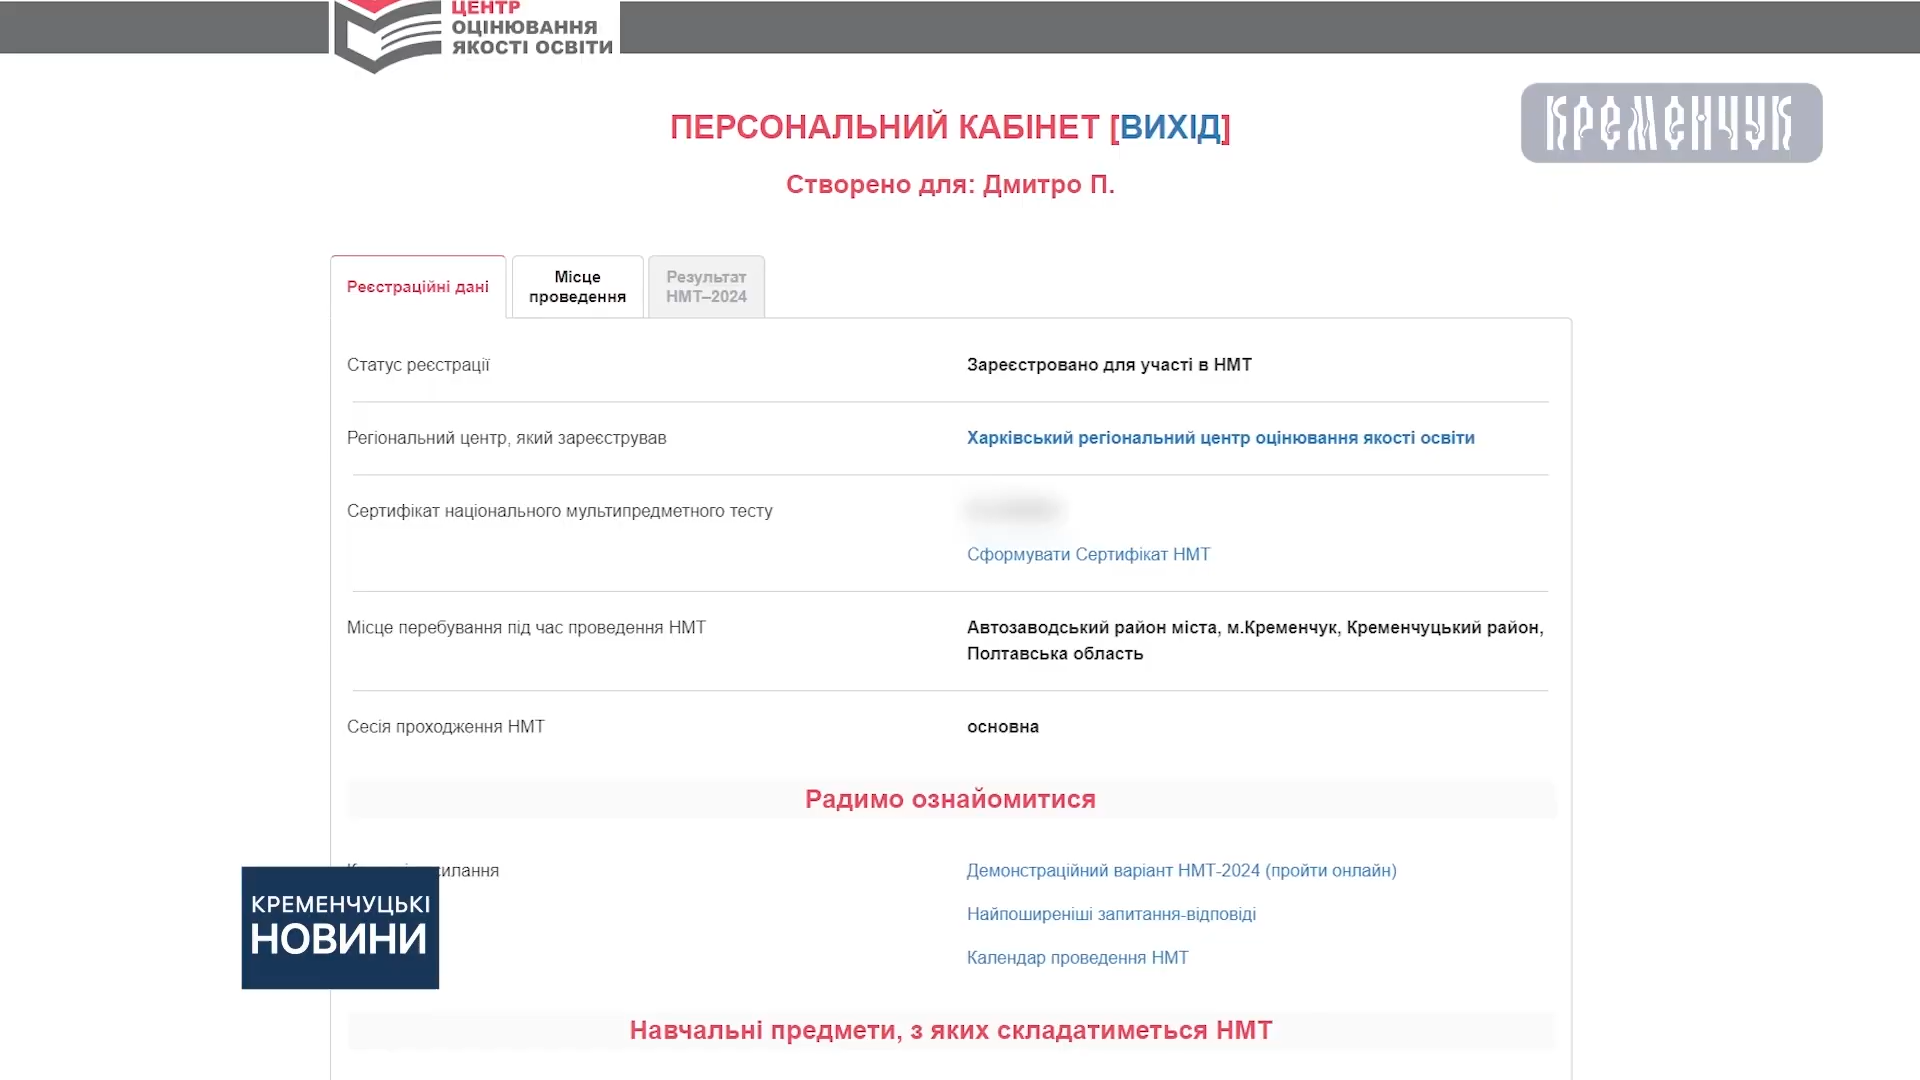 ЦЕНТР
ОЦІНЮВАННЯ
ЯКОСТІ ОСВІТИ
КРЕМЕНЧУК
ПЕРСОНАЛЬНИЙ КАБІНЕТ [ВИХІД]
Створено для: Дмитро П.
Реєстраційні дані
Місце
проведення
Результат
НМТ–2024
Статус реєстрації
Зареєстровано для участі в НМТ
Регіональний центр, який зареєстрував
Харківський регіональний центр оцінювання якості освіти
Сертифікат національного мультипредметного тесту
Сформувати Сертифікат НМТ
Місце перебування під час проведення НМТ
Автозаводський район міста, м.Кременчук, Кременчуцький район,
Полтавська область
Сесія проходження НМТ
основна
Радимо ознайомитися
Демонстраційний варіант НМТ-2024 (пройти онлайн)
Найпоширеніші запитання-відповіді
Календар проведення НМТ
КРЕМЕНЧУЦЬКІ
НОВИНИ
Навчальні предмети, з яких складатиметься НМТ